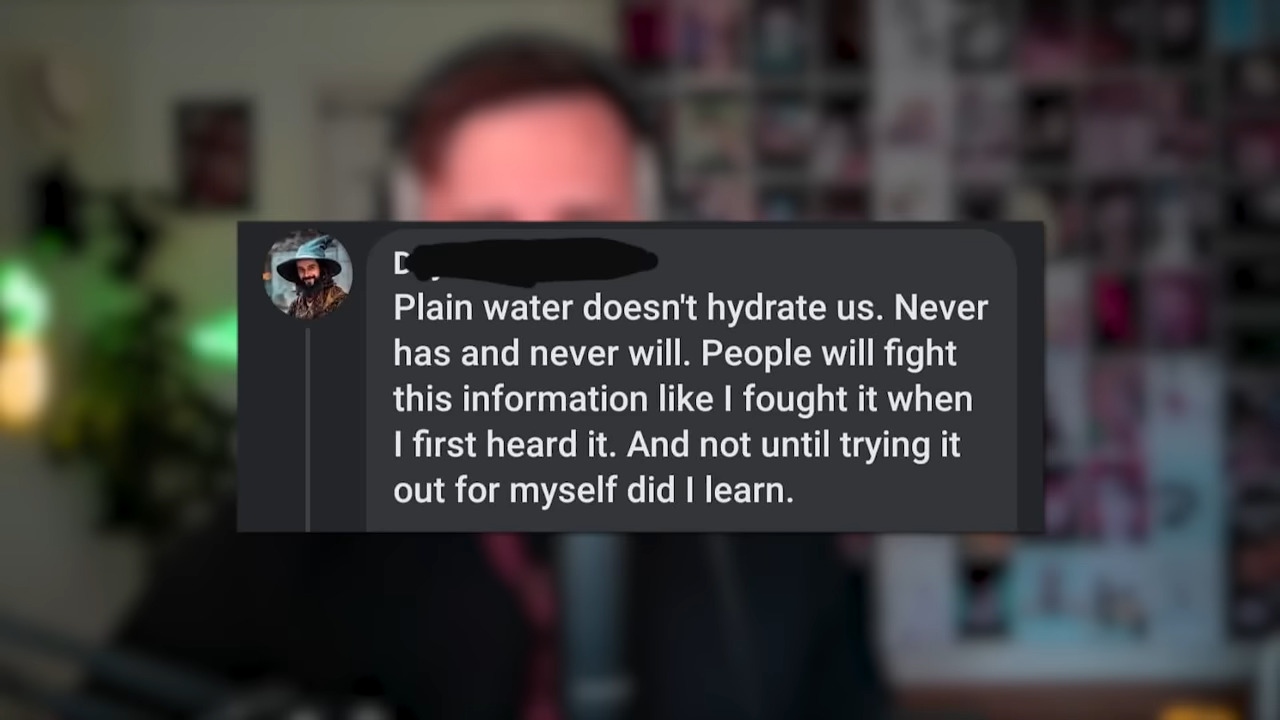 Plain water doesn't hydrate us. Never
has and never will. People will fight
this information like I fought it when
I first heard it. And not until trying it
out for myself did I learn.